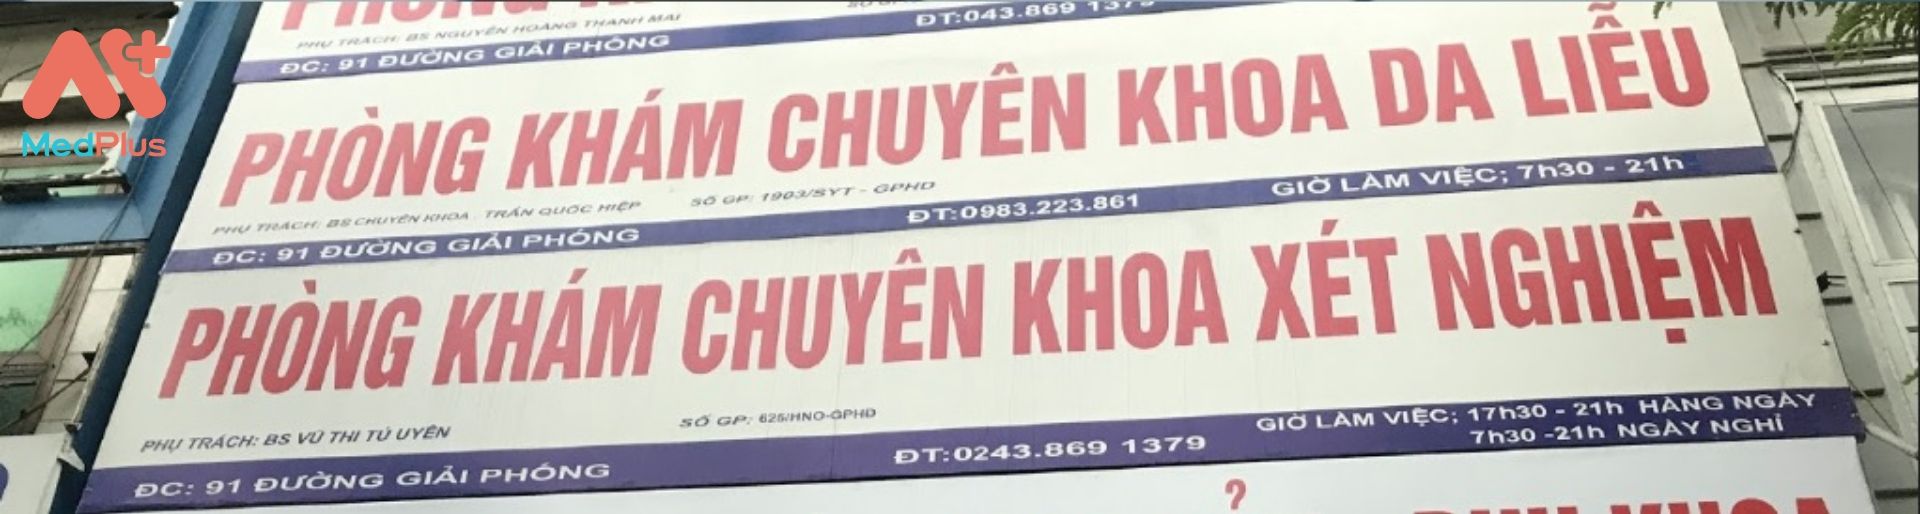 ĐT:043.869 1379
PHỤ TRÁCH: BS NGUYỄN HOÀNG THANH MAI
ĐC: 91 ĐƯỜNG GIẢI PHÓNG
MedPlus
PHÒNG KHÁM CHUYÊN KHOA DA LIỄU
PHỤ TRÁCH: BS CHUYÊN KHOA . TRẦN QUỐC HIỆP SỐ GP: 1903/SYT - GPHD
ĐC: 91 ĐƯỜNG GIẢI PHÓNG ĐT:0983.223.861 GIỜ LÀM VIỆC; 7h30 - 21h
PHÒNG KHÁM CHUYÊN KHOA XÉT NGHIỆM
PHỤ TRÁCH: BS VŨ THI TÚ UYÊN SỐ GP: 625/HNO-GPHD
ĐC: 91 ĐƯỜNG GIẢI PHÓNG ĐT:0243.869 1379 GIỜ LÀM VIỆC; 17h30 - 21h HÀNG NGÀY
7h30 -21h NGÀY NGHỈ